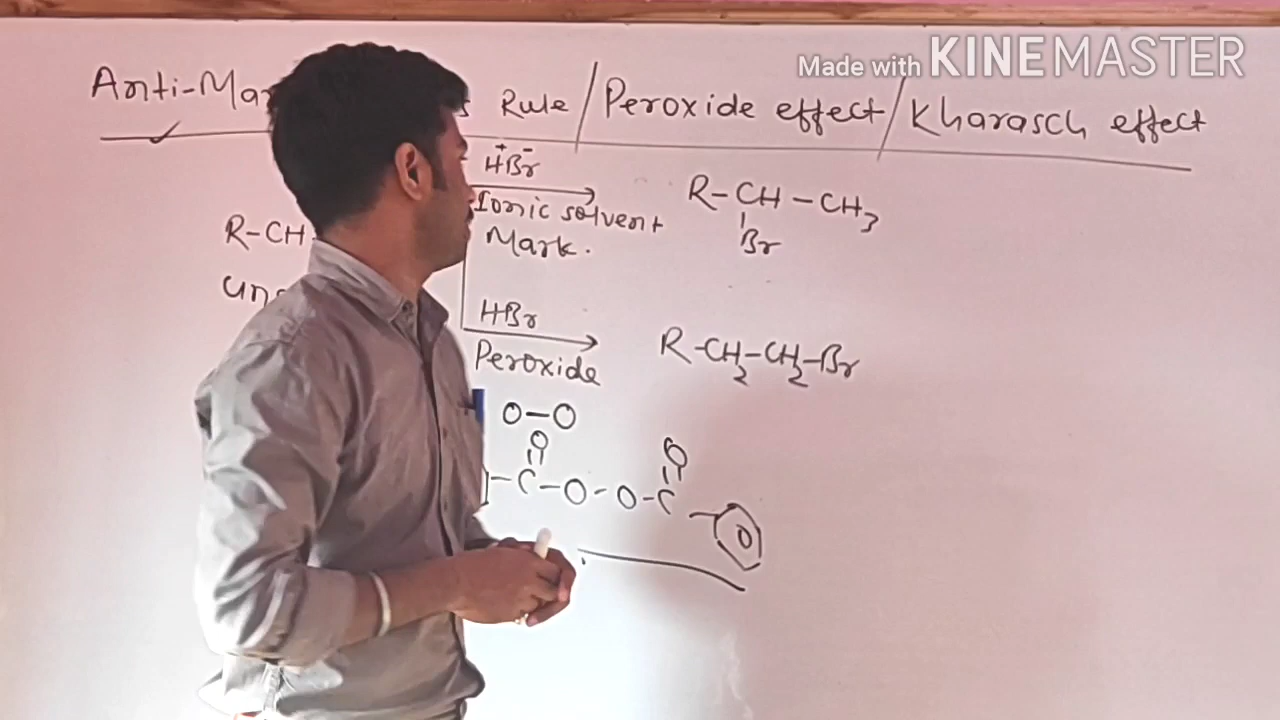 Made with KINEMASTER
Anti-Mar Rule / Peroxide effect / Kharasch effect
H⁺Br⁻
Ionic solvent
Mark.
R-CH-CH₃
Br
R-CH
HBr
Peroxide
R-CH₂-CH₂-Br
O-O
O O
-C-O-O-C-